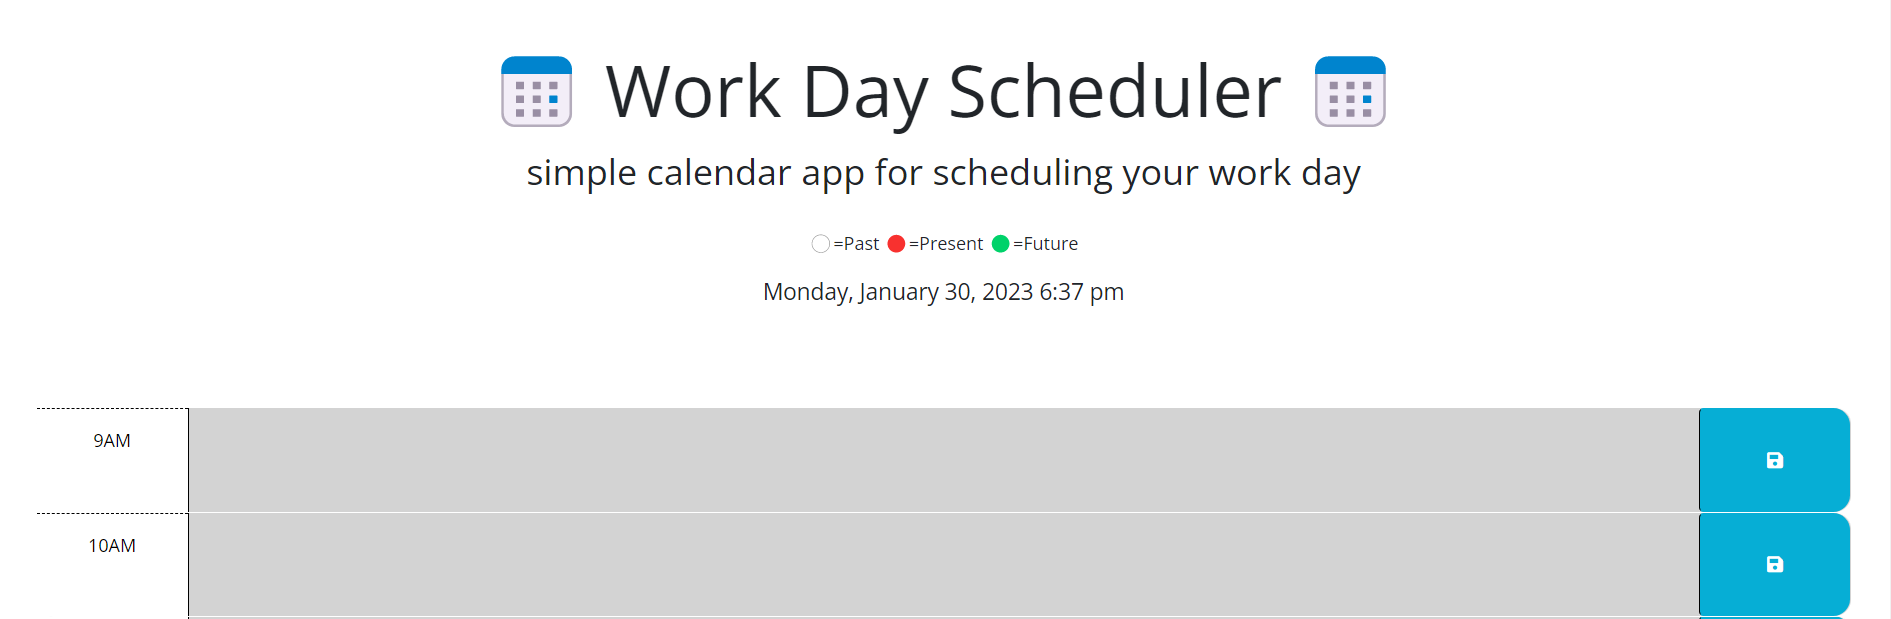 Work Day Scheduler
simple calendar app for scheduling your work day
=Past =Present =Future
Monday, January 30, 2023 6:37 pm
9AM
10AM